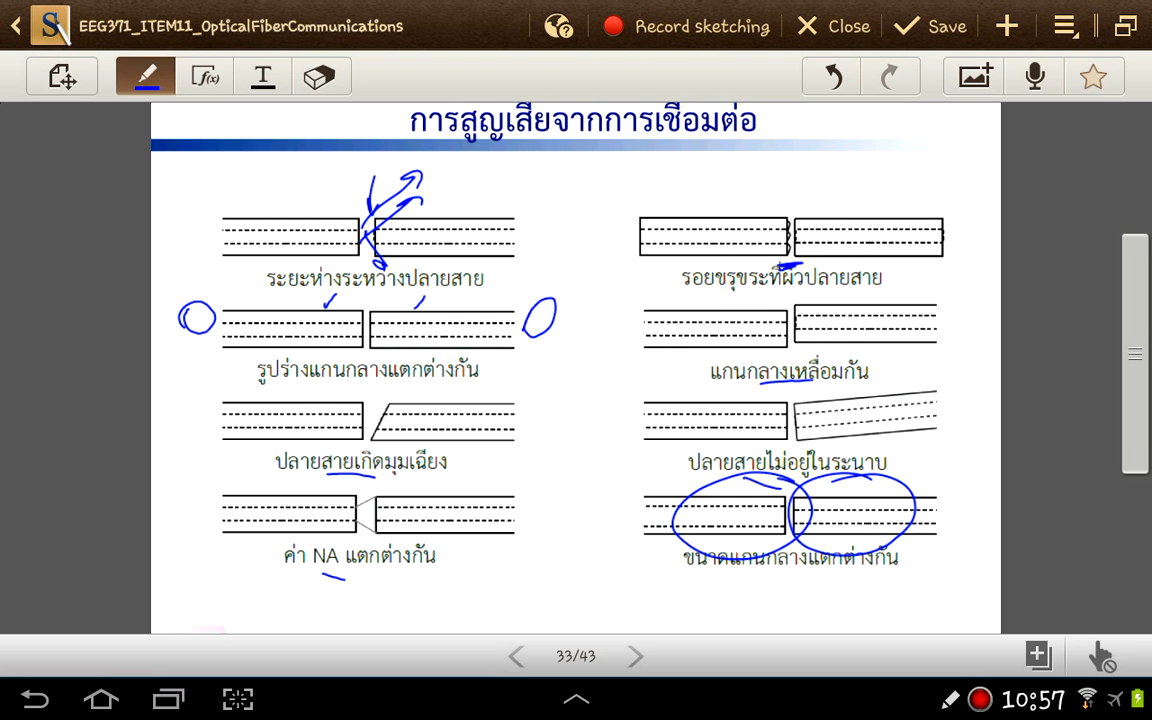 EEG371_ITEM11_OpticalFiberCommunications
Record sketching
Close
Save
f(x)
T
การสูญเสียจากการเชื่อมต่อ
ระยะห่างระหว่างปลายสาย
รอยขรุขระที่ผิวปลายสาย
รูปร่างแกนกลางแตกต่างกัน
แกนกลางเหลื่อมกัน
ปลายสายเกิดมุมเฉียง
ปลายสายไม่อยู่ในระนาบ
ค่า NA แตกต่างกัน
ขนาดแกนกลางแตกต่างกัน
33/43
10:57